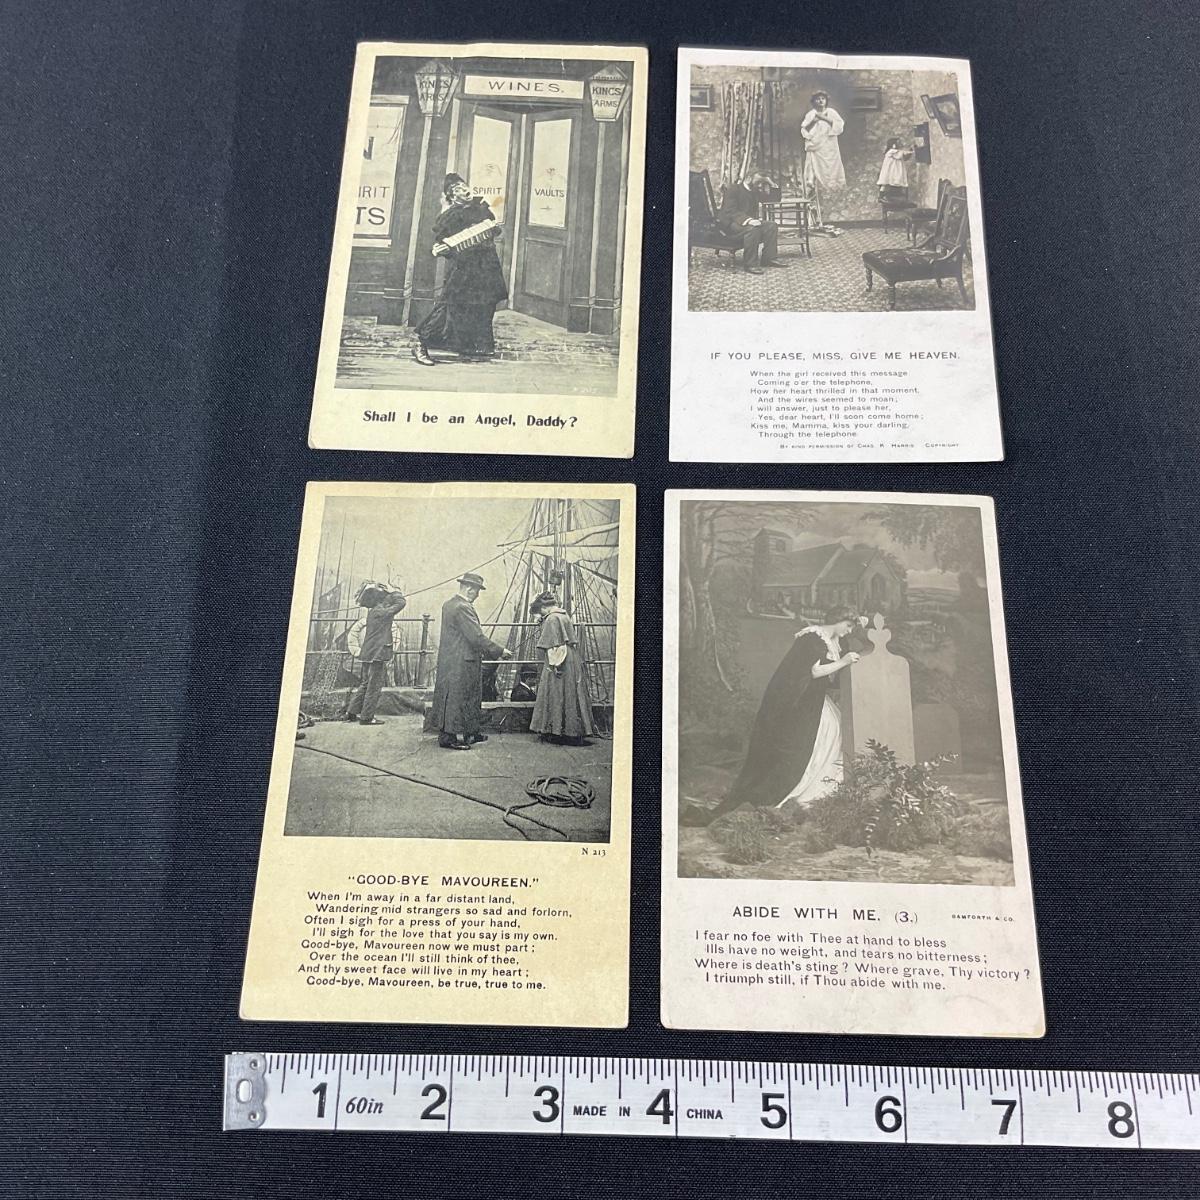 KINGS
ARMS
WINES.
KINGS
ARMS
SPIRIT
VAULTS
N
IRIT
TS
Shall I be an Angel, Daddy?
IF YOU PLEASE, MISS, GIVE ME HEAVEN.
When the girl received this message
Coming o'er the telephone,
How her heart thrilled in that moment,
And the wires seemed to moan;
I will answer, just to please her,
Yes, dear heart, I'll soon come home;
Kiss me, Mamma, kiss your darling,
Through the telephone.
BY KIND PERMISSION OF CHAS. K. HARRIS COPYRIGHT
N 213
"GOOD-BYE MAVOUREEN."
When I'm away in a far distant land,
Wandering mid strangers so sad and forlorn,
Often I sigh for a press of your hand,
I'll sigh for the love that you say is my own.
Good-bye, Mavoureen now we must part;
Over the ocean I'll still think of thee,
And thy sweet face will live in my heart;
Good-bye, Mavoureen, be true, true to me.
ABIDE WITH ME. (3.) BAMFORTH & CO.
I fear no foe with Thee at hand to bless
Ills have no weight, and tears no bitterness;
Where is death's sting? Where grave, Thy victory?
I triumph still, if Thou abide with me.
1 60in 2 3 MADE IN 4 CHINA 5 6 7 8